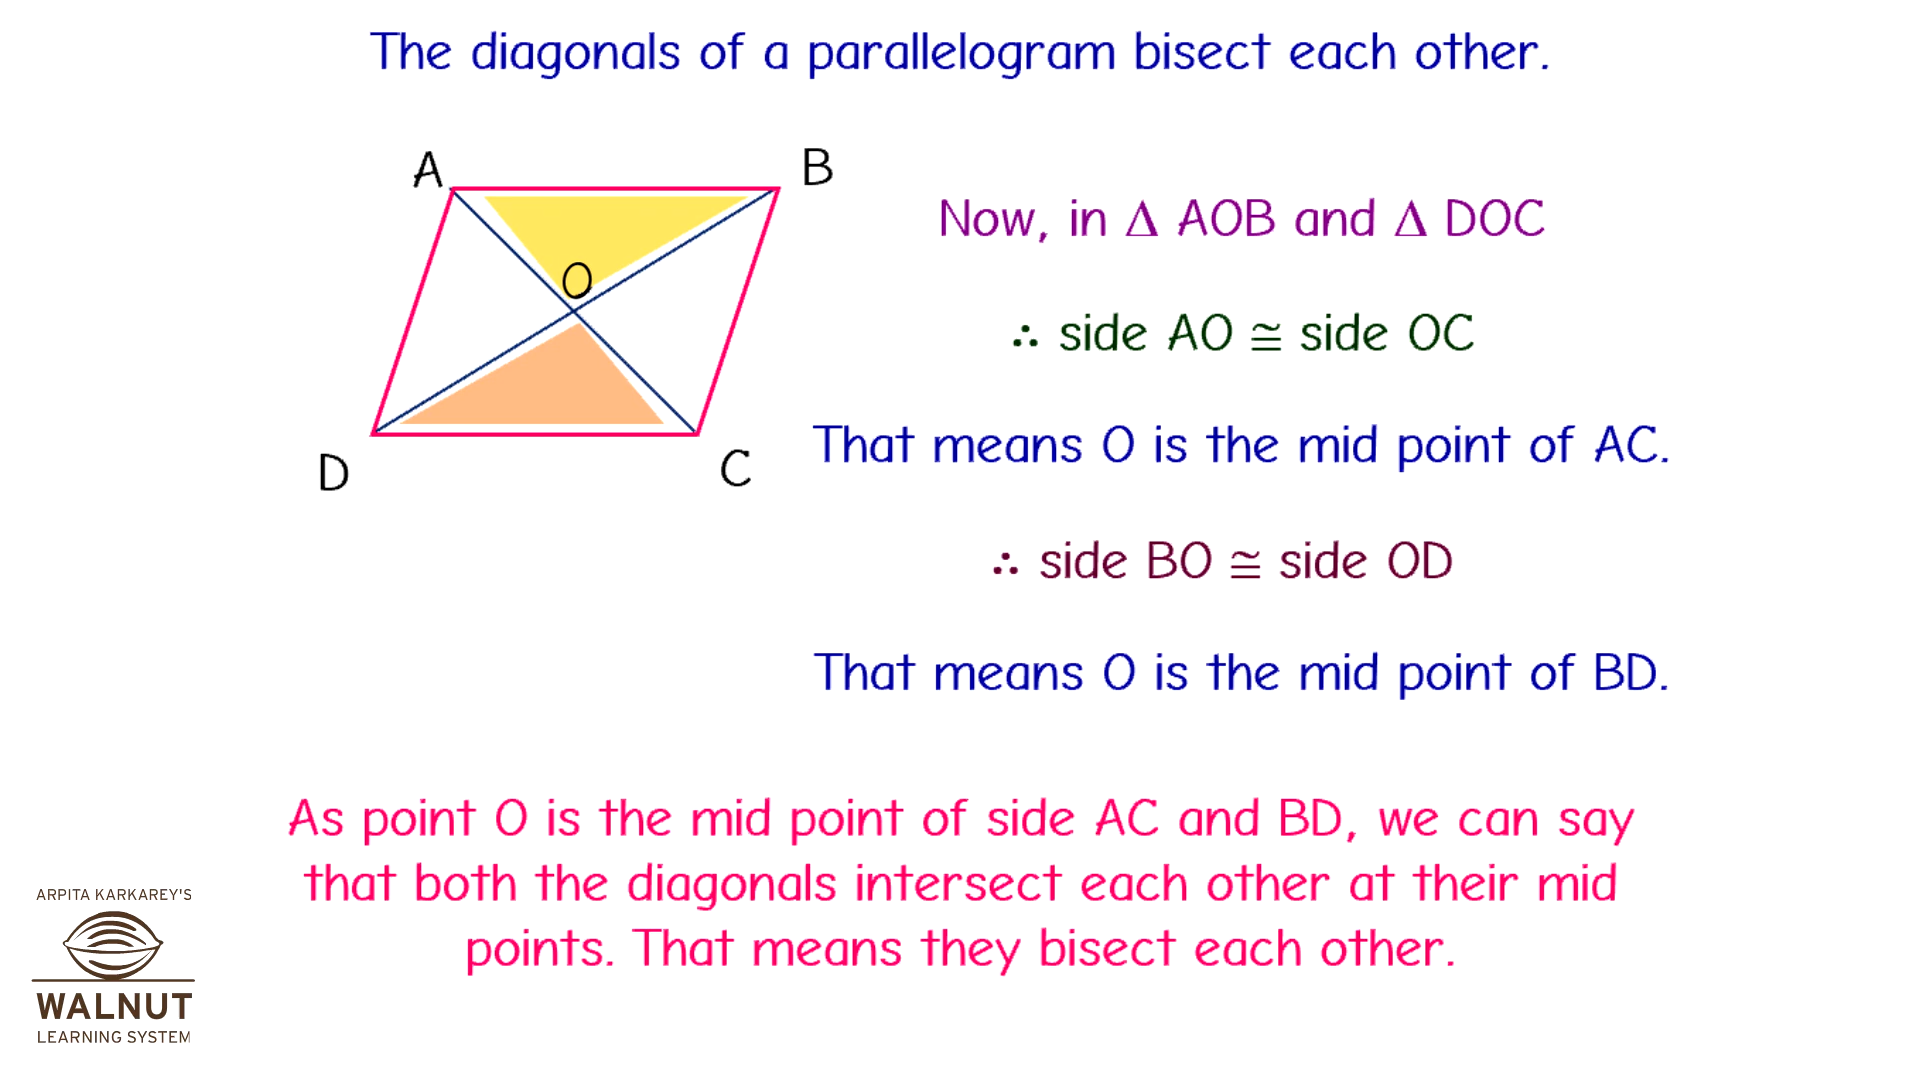 The diagonals of a parallelogram bisect each other.
A
B
O
D
C
Now, in Δ AOB and Δ DOC
∴ side AO ≅ side OC
That means O is the mid point of AC.
∴ side BO ≅ side OD
That means O is the mid point of BD.
As point O is the mid point of side AC and BD, we can say
that both the diagonals intersect each other at their mid
points. That means they bisect each other.
ARPITA KARKAREY'S
WALNUT
LEARNING SYSTEM